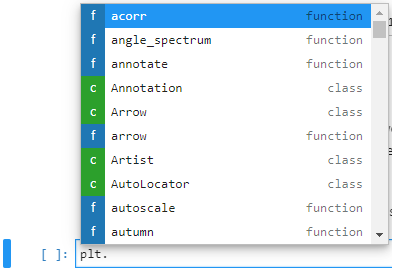 f acorr function
f angle_spectrum function
f annotate function
c Annotation class
c Arrow class
f arrow function
c Artist class
c AutoLocator class
f autoscale function
f autumn function
[ ]: plt.